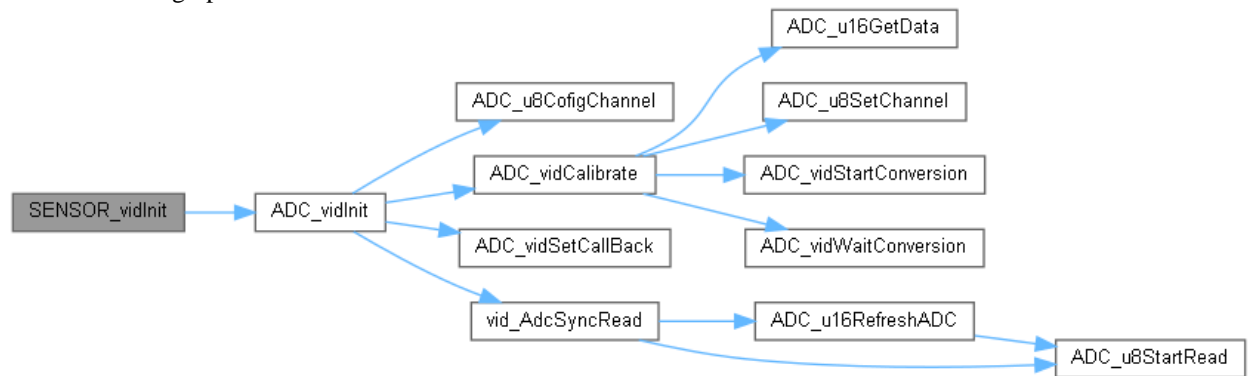 ADC_u16GetData
ADC_u8CofigChannel
ADC_u8SetChannel
ADC_vidCalibrate
ADC_vidStartConversion
SENSOR_vidInit
ADC_vidInit
ADC_vidSetCallBack
ADC_vidWaitConversion
vid_AdcSyncRead
ADC_u16RefreshADC
ADC_u8StartRead